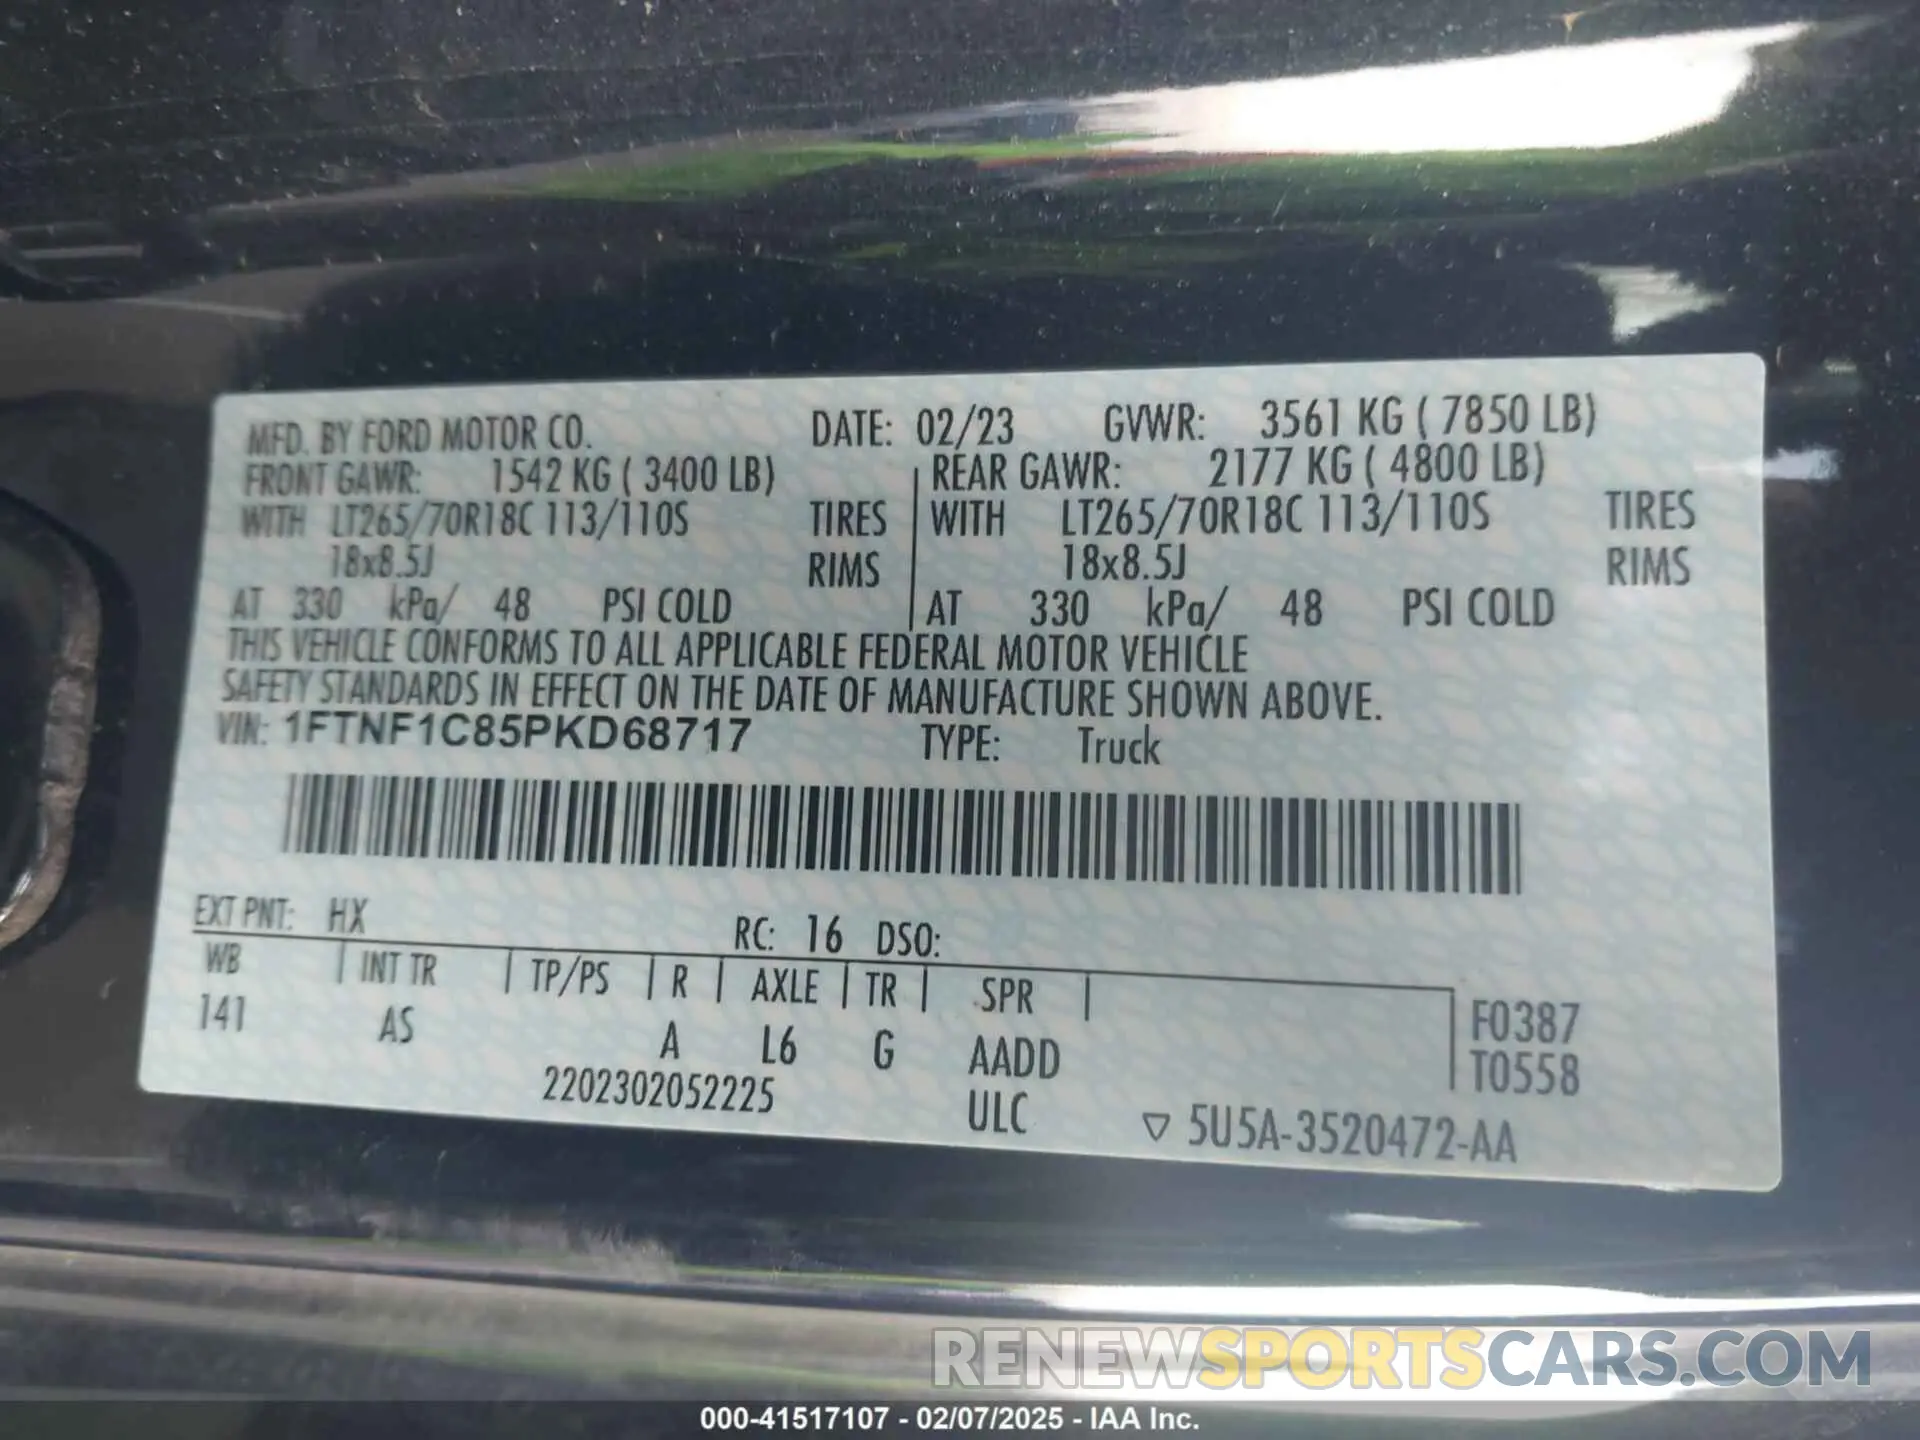 MFD. BY FORD MOTOR CO. DATE: 02/23 GVWR: 3561 KG ( 7850 LB)
FRONT GAWR: 1542 KG ( 3400 LB) REAR GAWR: 2177 KG ( 4800 LB)
WITH LT265/70R18C 113/110S TIRES WITH LT265/70R18C 113/110S TIRES
18x8.5J RIMS 18x8.5J RIMS
AT 330 kPa/ 48 PSI COLD AT 330 kPa/ 48 PSI COLD
THIS VEHICLE CONFORMS TO ALL APPLICABLE FEDERAL MOTOR VEHICLE
SAFETY STANDARDS IN EFFECT ON THE DATE OF MANUFACTURE SHOWN ABOVE.
VIN: 1FTNF1C85PKD68717 TYPE: Truck
EXT PNT: HX RC: 16 DSO:
WB INT TR TP/PS R AXLE TR SPR F0387
141 AS A L6 G AADD T0558
2202302052225 ULC ▽ 5U5A-3520472-AA
RENEWSPORTSCARS.COM
000-41517107 - 02/07/2025 - IAA Inc.